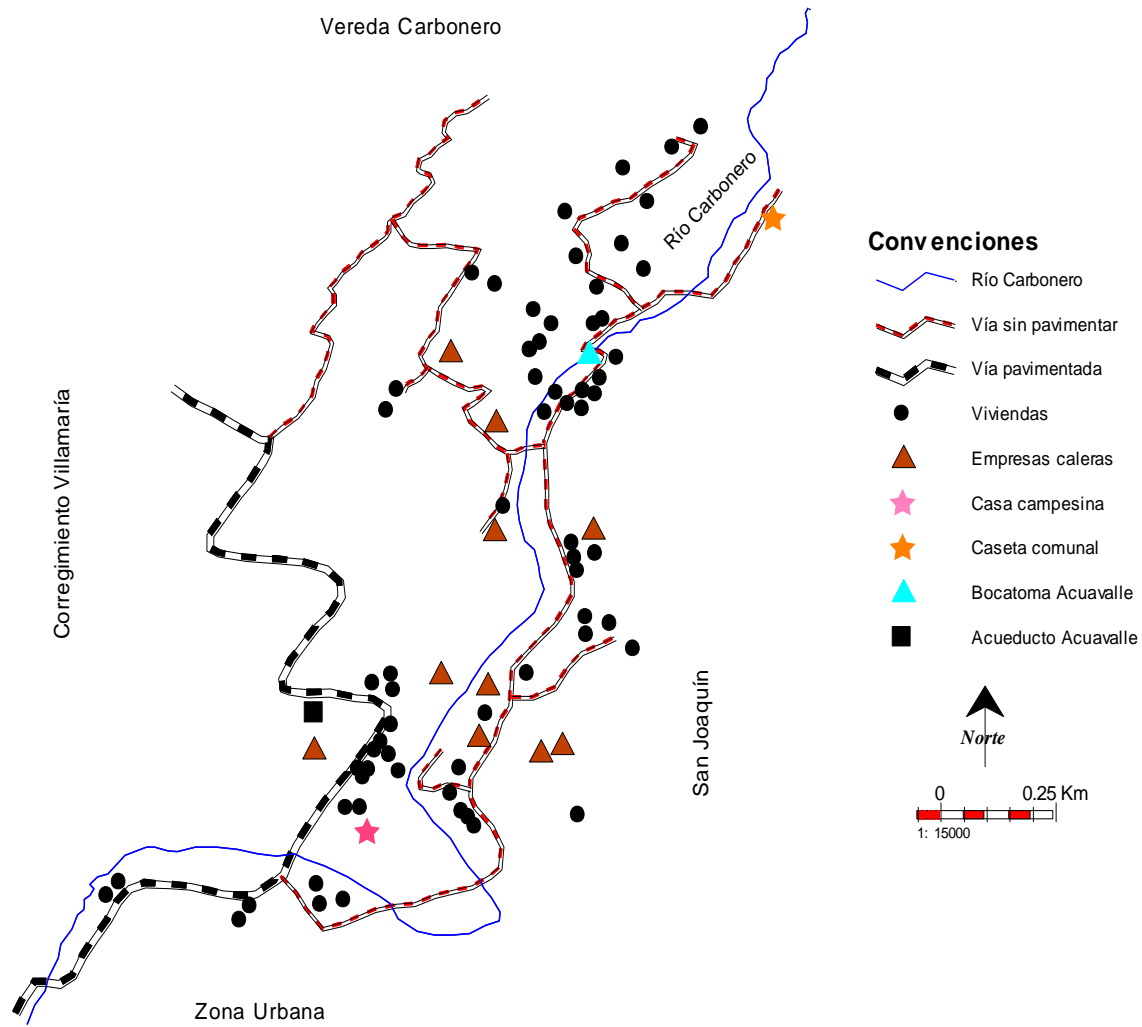 Vereda Carbonero
Río Carbonero
Corregimiento Villamaría
San Joaquín
Zona Urbana
Convenciones
Río Carbonero
Vía sin pavimentar
Vía pavimentada
Viviendas
Empresas caleras
Casa campesina
Caseta comunal
Bocatoma Acuavalle
Acueducto Acuavalle
Norte
0 0.25 Km
1: 15000